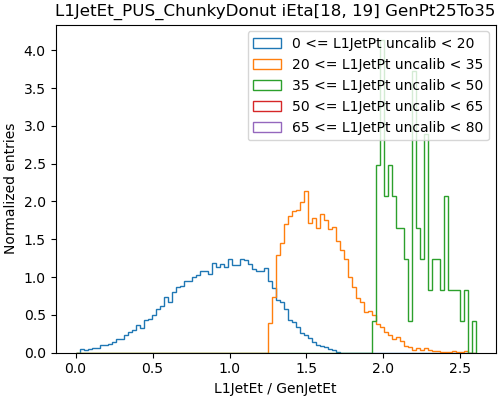 L1JetEt_PUS_ChunkyDonut iEta[18, 19] GenPt25To35
0 <= L1JetPt uncalib < 20
20 <= L1JetPt uncalib < 35
35 <= L1JetPt uncalib < 50
50 <= L1JetPt uncalib < 65
65 <= L1JetPt uncalib < 80
Normalized entries
4.0
3.5
3.0
2.5
2.0
1.5
1.0
0.5
0.0
0.0 0.5 1.0 1.5 2.0 2.5
L1JetEt / GenJetEt